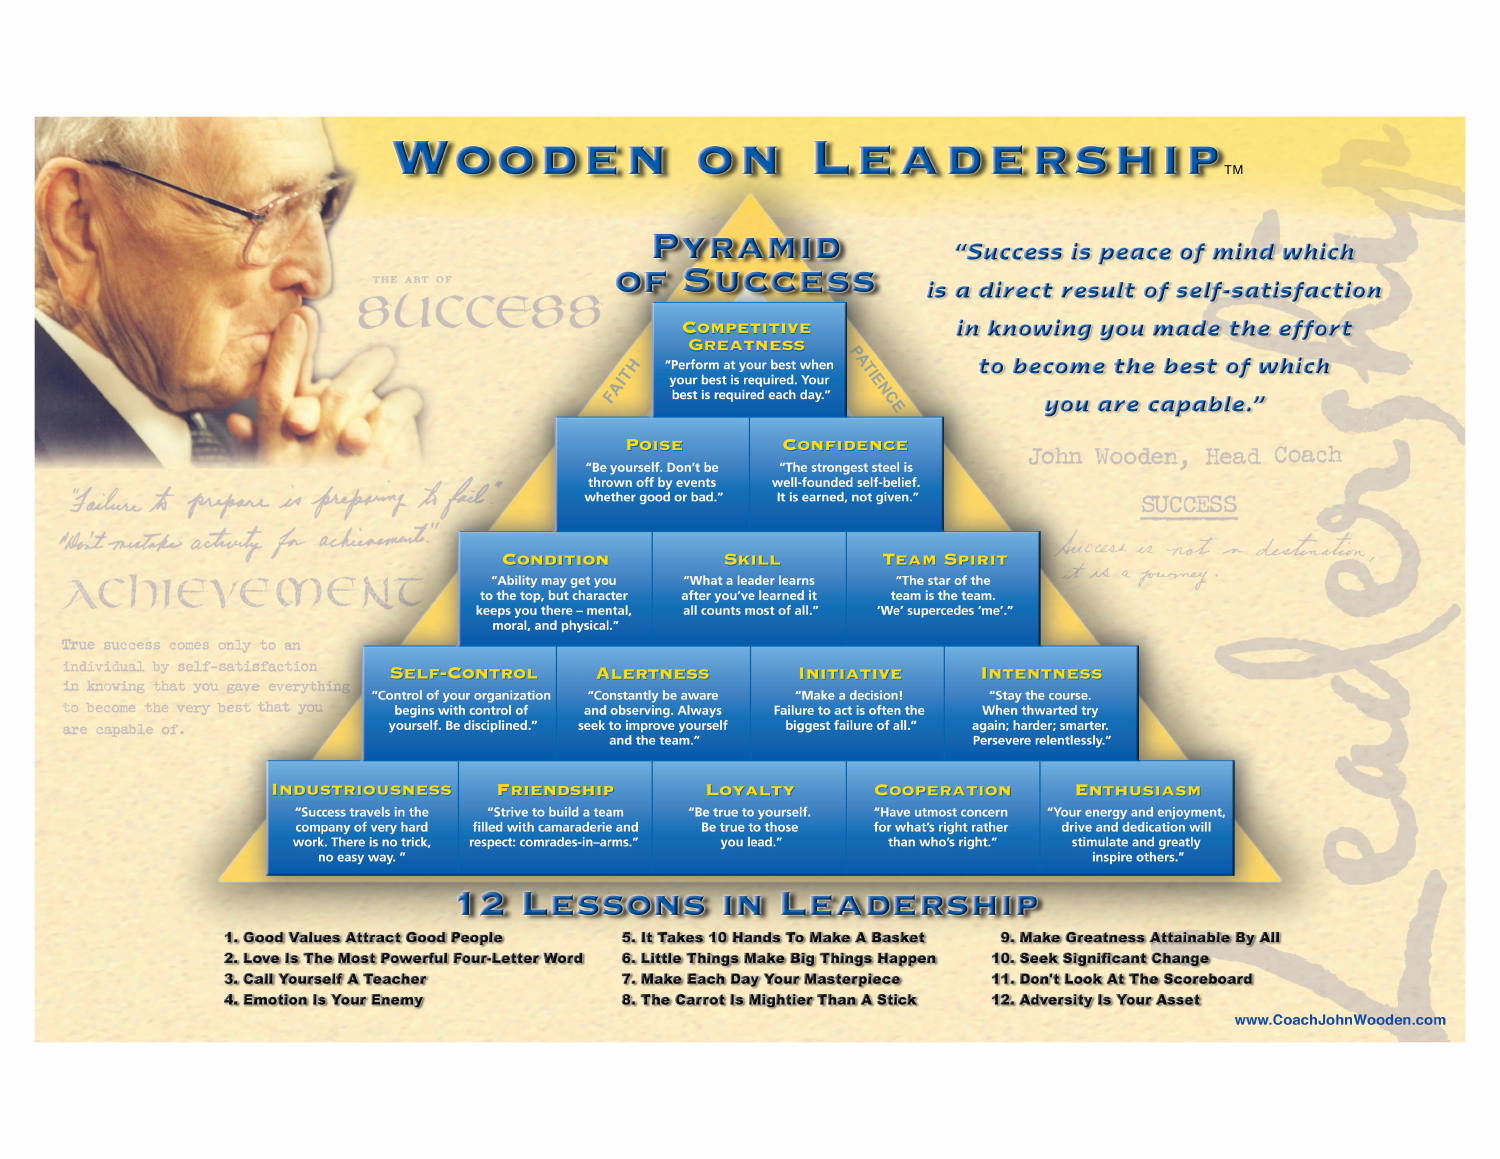 WOODEN ON LEADERSHIP™
PYRAMID
OF SUCCESS
THE ART OF
SUCCESS
"Success is peace of mind which
is a direct result of self-satisfaction
in knowing you made the effort
to become the best of which
you are capable."
John Wooden, Head Coach
SUCCESS
Success is not a destination,
it is a journey.
Leadership
"Failure to prepare is preparing to fail."
"Don't mistake activity for achievement."
ACHIEVEMENT
True success comes only to an
individual by self-satisfaction
in knowing that you gave everything
to become the very best that you
are capable of.
FAITH
PATIENCE
COMPETITIVE
GREATNESS
"Perform at your best when
your best is required. Your
best is required each day."
POISE
"Be yourself. Don't be
thrown off by events
whether good or bad."
CONFIDENCE
"The strongest steel is
well-founded self-belief.
It is earned, not given."
CONDITION
"Ability may get you
to the top, but character
keeps you there – mental,
moral, and physical."
SKILL
"What a leader learns
after you've learned it
all counts most of all."
TEAM SPIRIT
"The star of the
team is the team.
'We' supercedes 'me'."
SELF-CONTROL
"Control of your organization
begins with control of
yourself. Be disciplined."
ALERTNESS
"Constantly be aware
and observing. Always
seek to improve yourself
and the team."
INITIATIVE
"Make a decision!
Failure to act is often the
biggest failure of all."
INTENTNESS
"Stay the course.
When thwarted try
again; harder; smarter.
Persevere relentlessly."
INDUSTRIOUSNESS
"Success travels in the
company of very hard
work. There is no trick,
no easy way. "
FRIENDSHIP
"Strive to build a team
filled with camaraderie and
respect: comrades-in–arms."
LOYALTY
"Be true to yourself.
Be true to those
you lead."
COOPERATION
"Have utmost concern
for what's right rather
than who's right."
ENTHUSIASM
"Your energy and enjoyment,
drive and dedication will
stimulate and greatly
inspire others."
12 LESSONS IN LEADERSHIP
1. Good Values Attract Good People
2. Love Is The Most Powerful Four-Letter Word
3. Call Yourself A Teacher
4. Emotion Is Your Enemy
5. It Takes 10 Hands To Make A Basket
6. Little Things Make Big Things Happen
7. Make Each Day Your Masterpiece
8. The Carrot Is Mightier Than A Stick
9. Make Greatness Attainable By All
10. Seek Significant Change
11. Don't Look At The Scoreboard
12. Adversity Is Your Asset
www.CoachJohnWooden.com